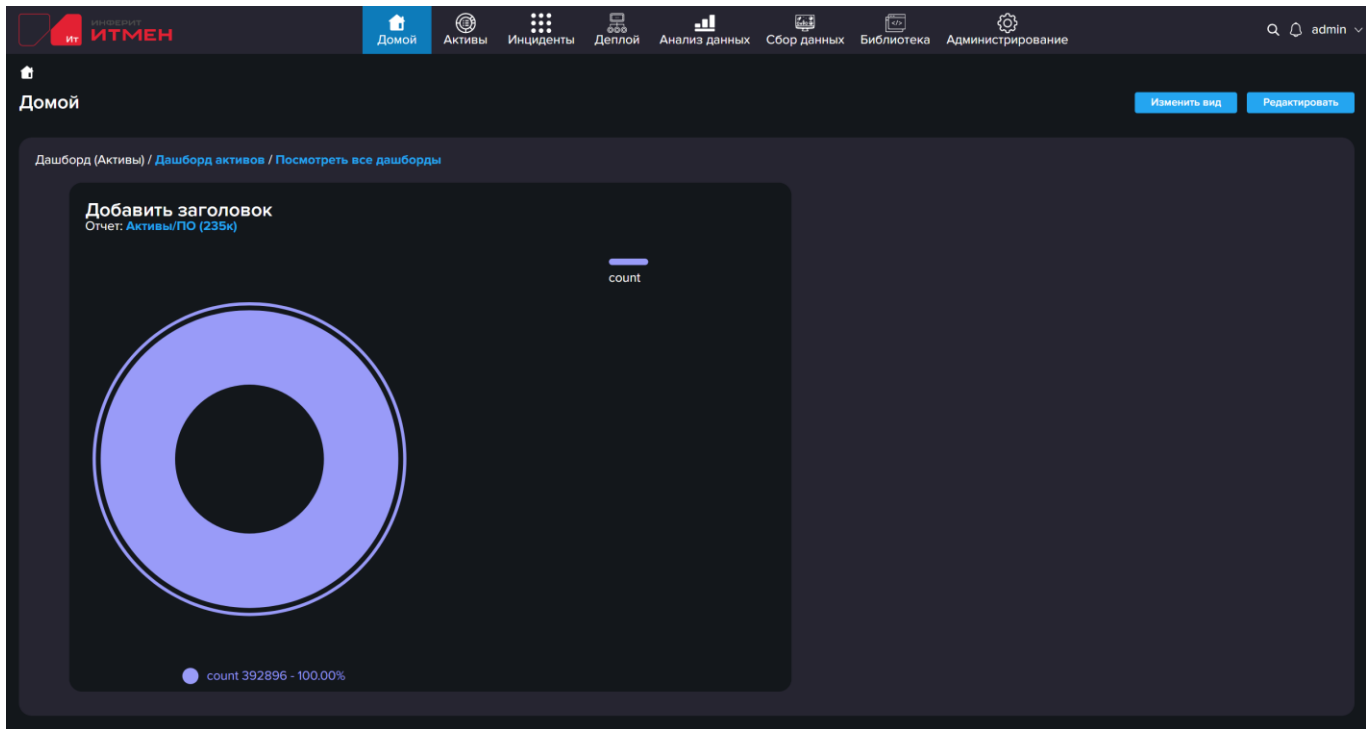 ИНФЕРИТ
ИТ ИТМЕН
Домой Активы Инциденты Деплой Анализ данных Сбор данных Библиотека Администрирование admin
Домой
Изменить вид Редактировать
Дашборд (Активы) / Дашборд активов / Посмотреть все дашборды
Добавить заголовок
Отчет: Активы/ПО (235к)
count
count 392896 - 100.00%